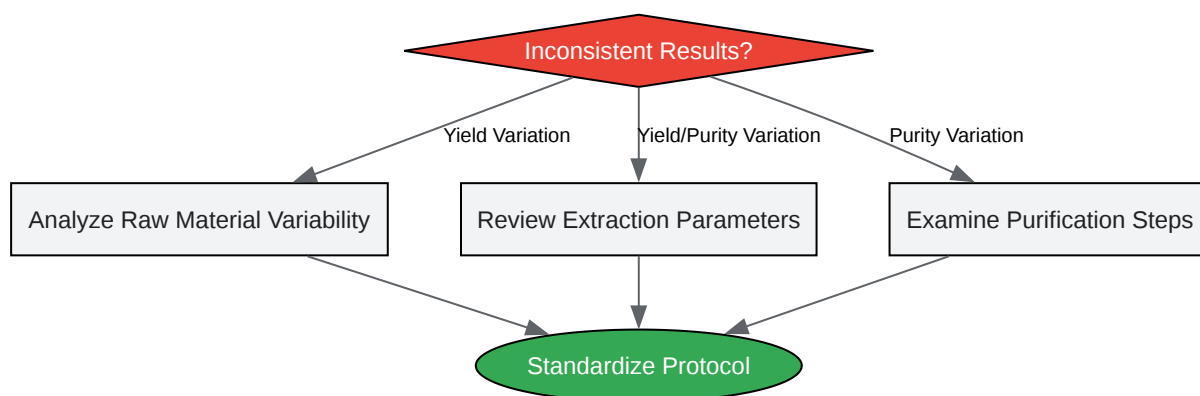 Inconsistent Results?
Yield Variation
Yield/Purity Variation
Purity Variation
Analyze Raw Material Variability
Review Extraction Parameters
Examine Purification Steps
Standardize Protocol